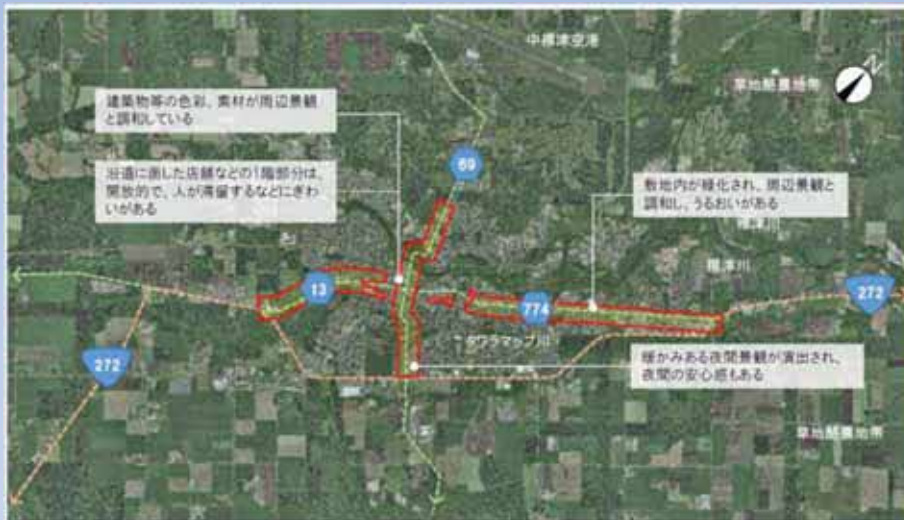 中標津空港
草地酪農地帯
N
建築物等の色彩、素材が周辺景観
と調和している
沿道に面した店舗などの1階部分は、
開放的で、人が滞留するなどにぎわ
いがある
69
敷地内が緑化され、周辺景観と
調和し、うるおいがある
標津川
13
774
272
タワラマップ川
272
暖かみある夜間景観が演出され、
夜間の安心感もある
草地酪農地帯